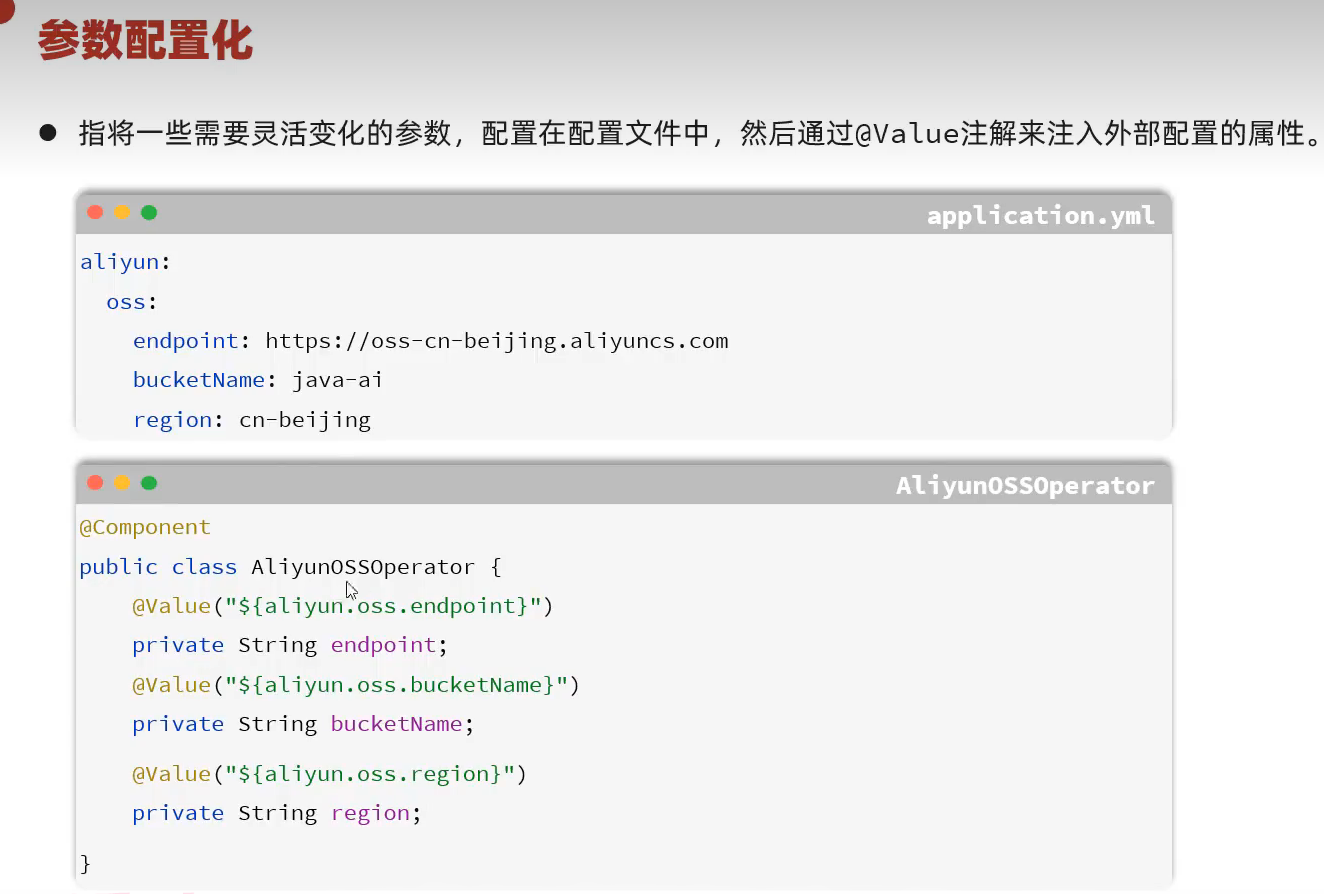 参数配置化
指将一些需要灵活变化的参数，配置在配置文件中，然后通过@Value注解来注入外部配置的属性。
application.yml
aliyun:
  oss:
    endpoint: https://oss-cn-beijing.aliyuncs.com
    bucketName: java-ai
    region: cn-beijing
AliyunOSSOperator
@Component
public class AliyunOSSOperator {
    @Value("${aliyun.oss.endpoint}")
    private String endpoint;
    @Value("${aliyun.oss.bucketName}")
    private String bucketName;
    @Value("${aliyun.oss.region}")
    private String region;
}